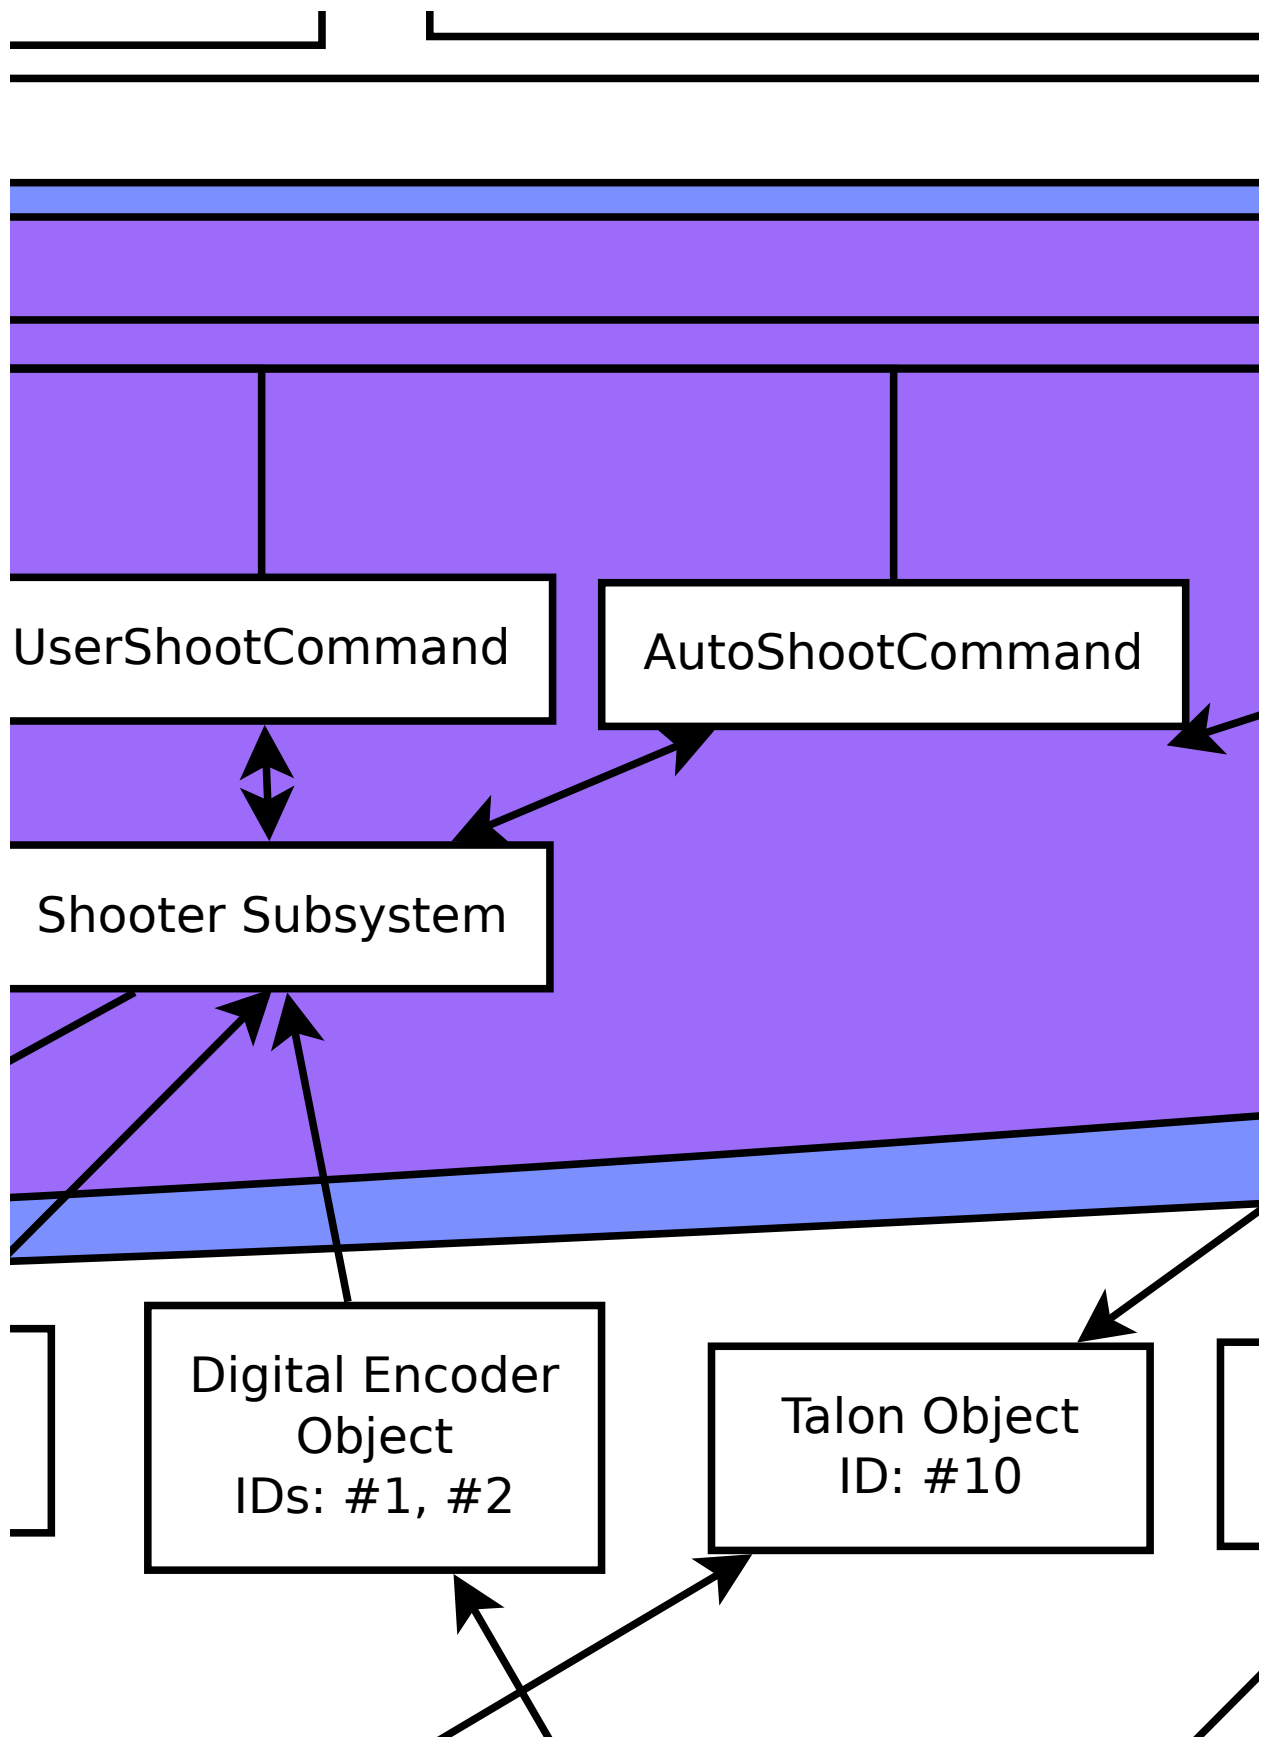 UserShootCommand
AutoShootCommand
Shooter Subsystem
Digital Encoder
Object
IDs: #1, #2
Talon Object
ID: #10